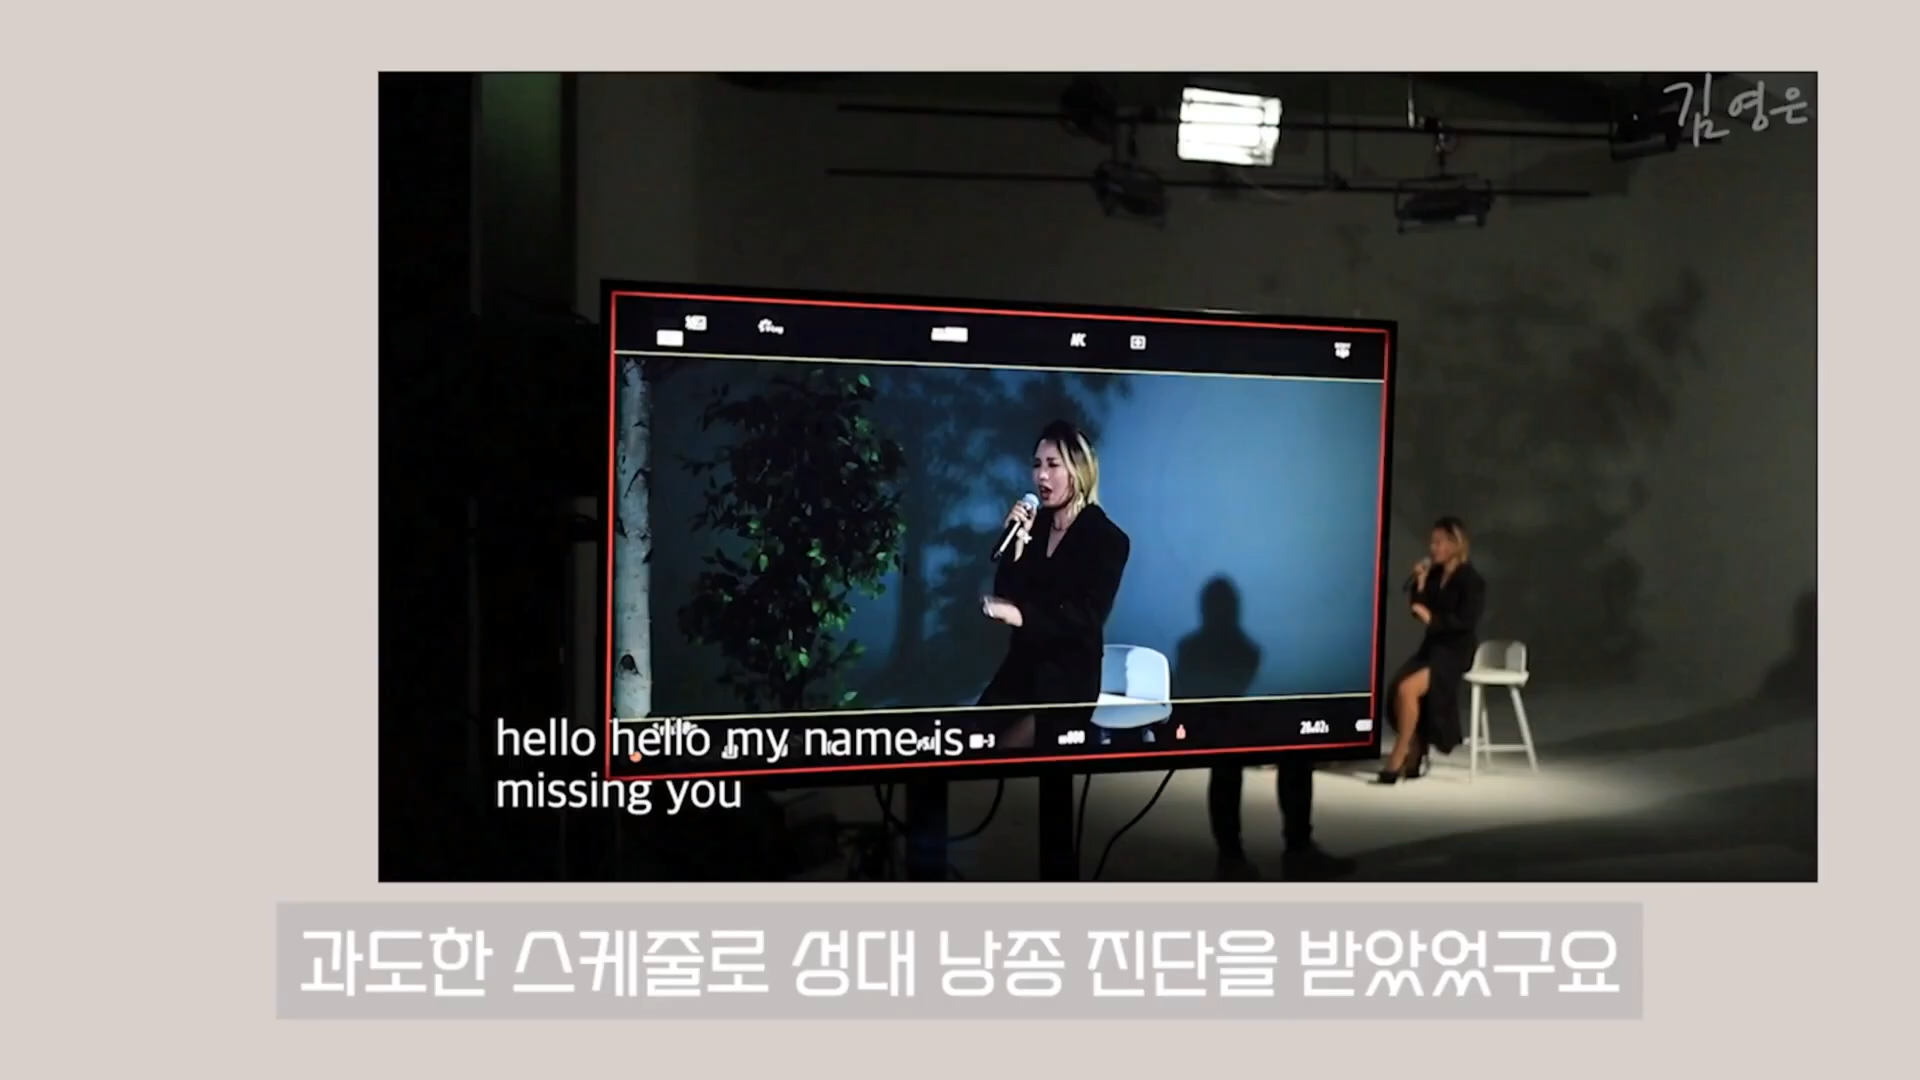 김영은
AFC
hello hello my name is
missing you
과도한 스케줄로 성대 낭종 진단을 받았었구요